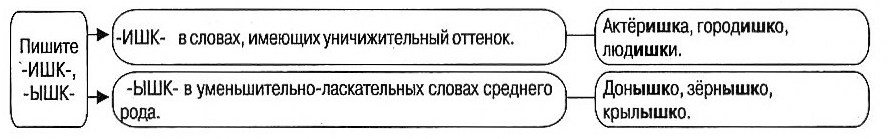 Пишите
-ИШК-,
-ЫШК-
-ИШК- в словах, имеющих уничижительный оттенок.
Актёришка, городишко,
людишки.
-ЫШК- в уменьшительно-ласкательных словах среднего
рода.
Донышко, зёрнышко,
крылышко.